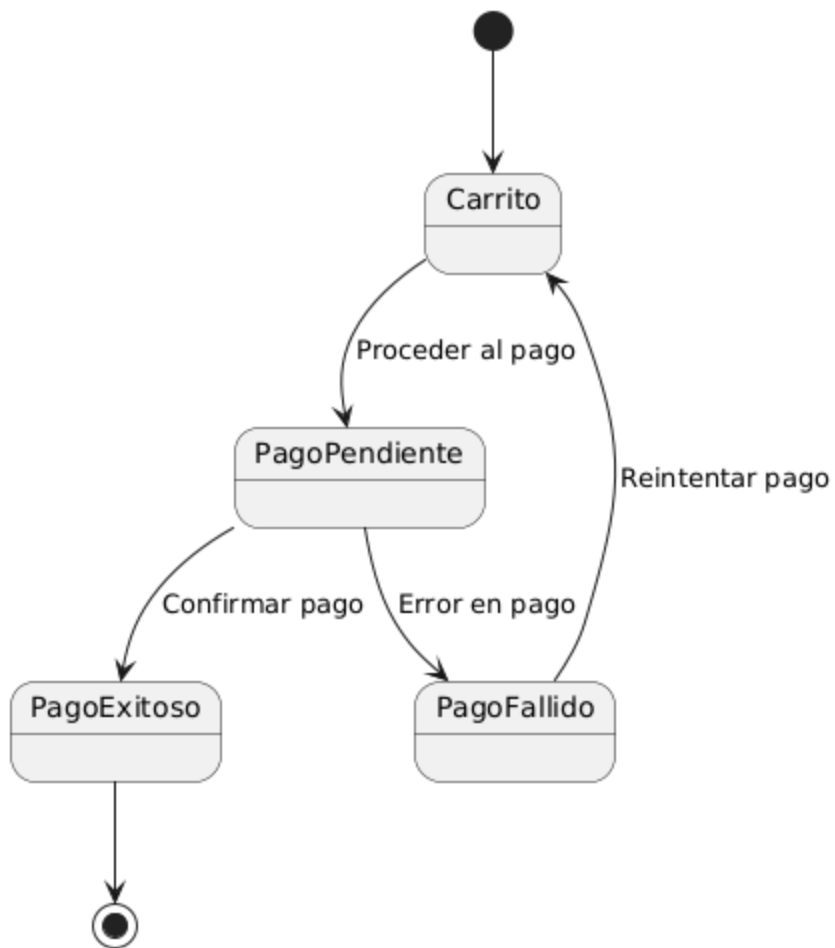 Carrito
Proceder al pago
PagoPendiente
Reintentar pago
Confirmar pago
Error en pago
PagoExitoso
PagoFallido